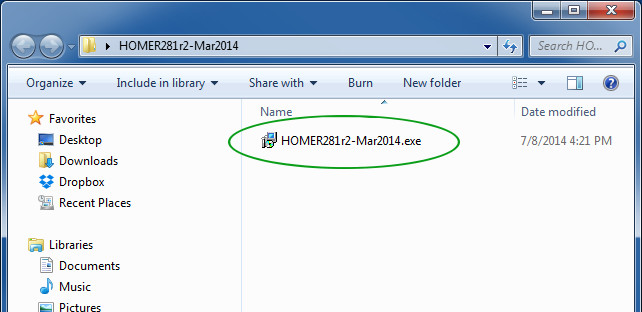 HOMER281r2-Mar2014
Search HO...
Organize Include in library Share with Burn New folder
Favorites
Desktop
Downloads
Dropbox
Recent Places
Libraries
Documents
Music
Pictures
Name Date modified
HOMER281r2-Mar2014.exe 7/8/2014 4:21 PM